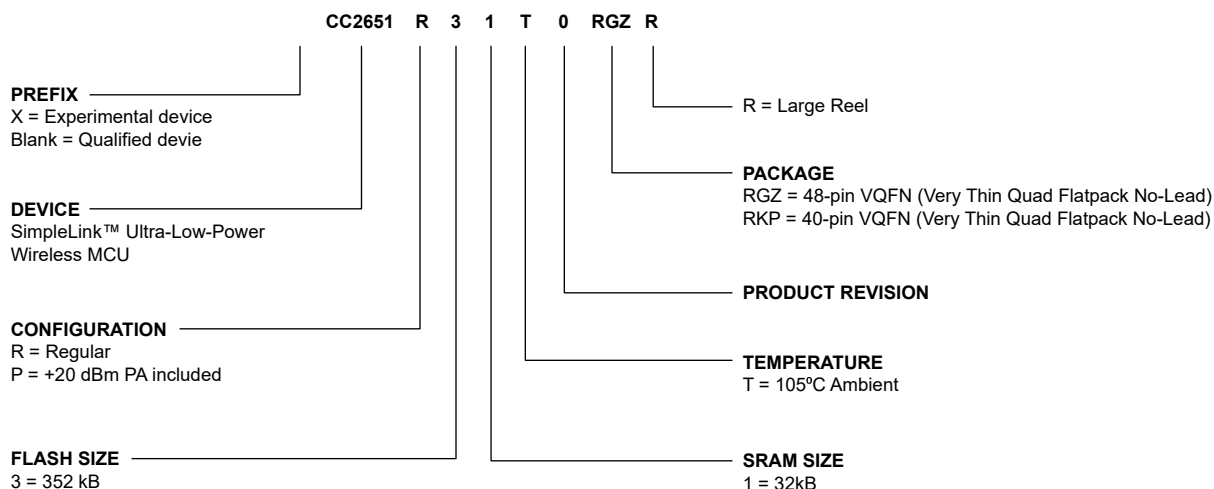 CC2651 R 3 1 T 0 RGZ R
PREFIX
X = Experimental device
Blank = Qualified devie
DEVICE
SimpleLink™ Ultra-Low-Power
Wireless MCU
CONFIGURATION
R = Regular
P = +20 dBm PA included
FLASH SIZE
3 = 352 kB
R = Large Reel
PACKAGE
RGZ = 48-pin VQFN (Very Thin Quad Flatpack No-Lead)
RKP = 40-pin VQFN (Very Thin Quad Flatpack No-Lead)
PRODUCT REVISION
TEMPERATURE
T = 105ºC Ambient
SRAM SIZE
1 = 32kB